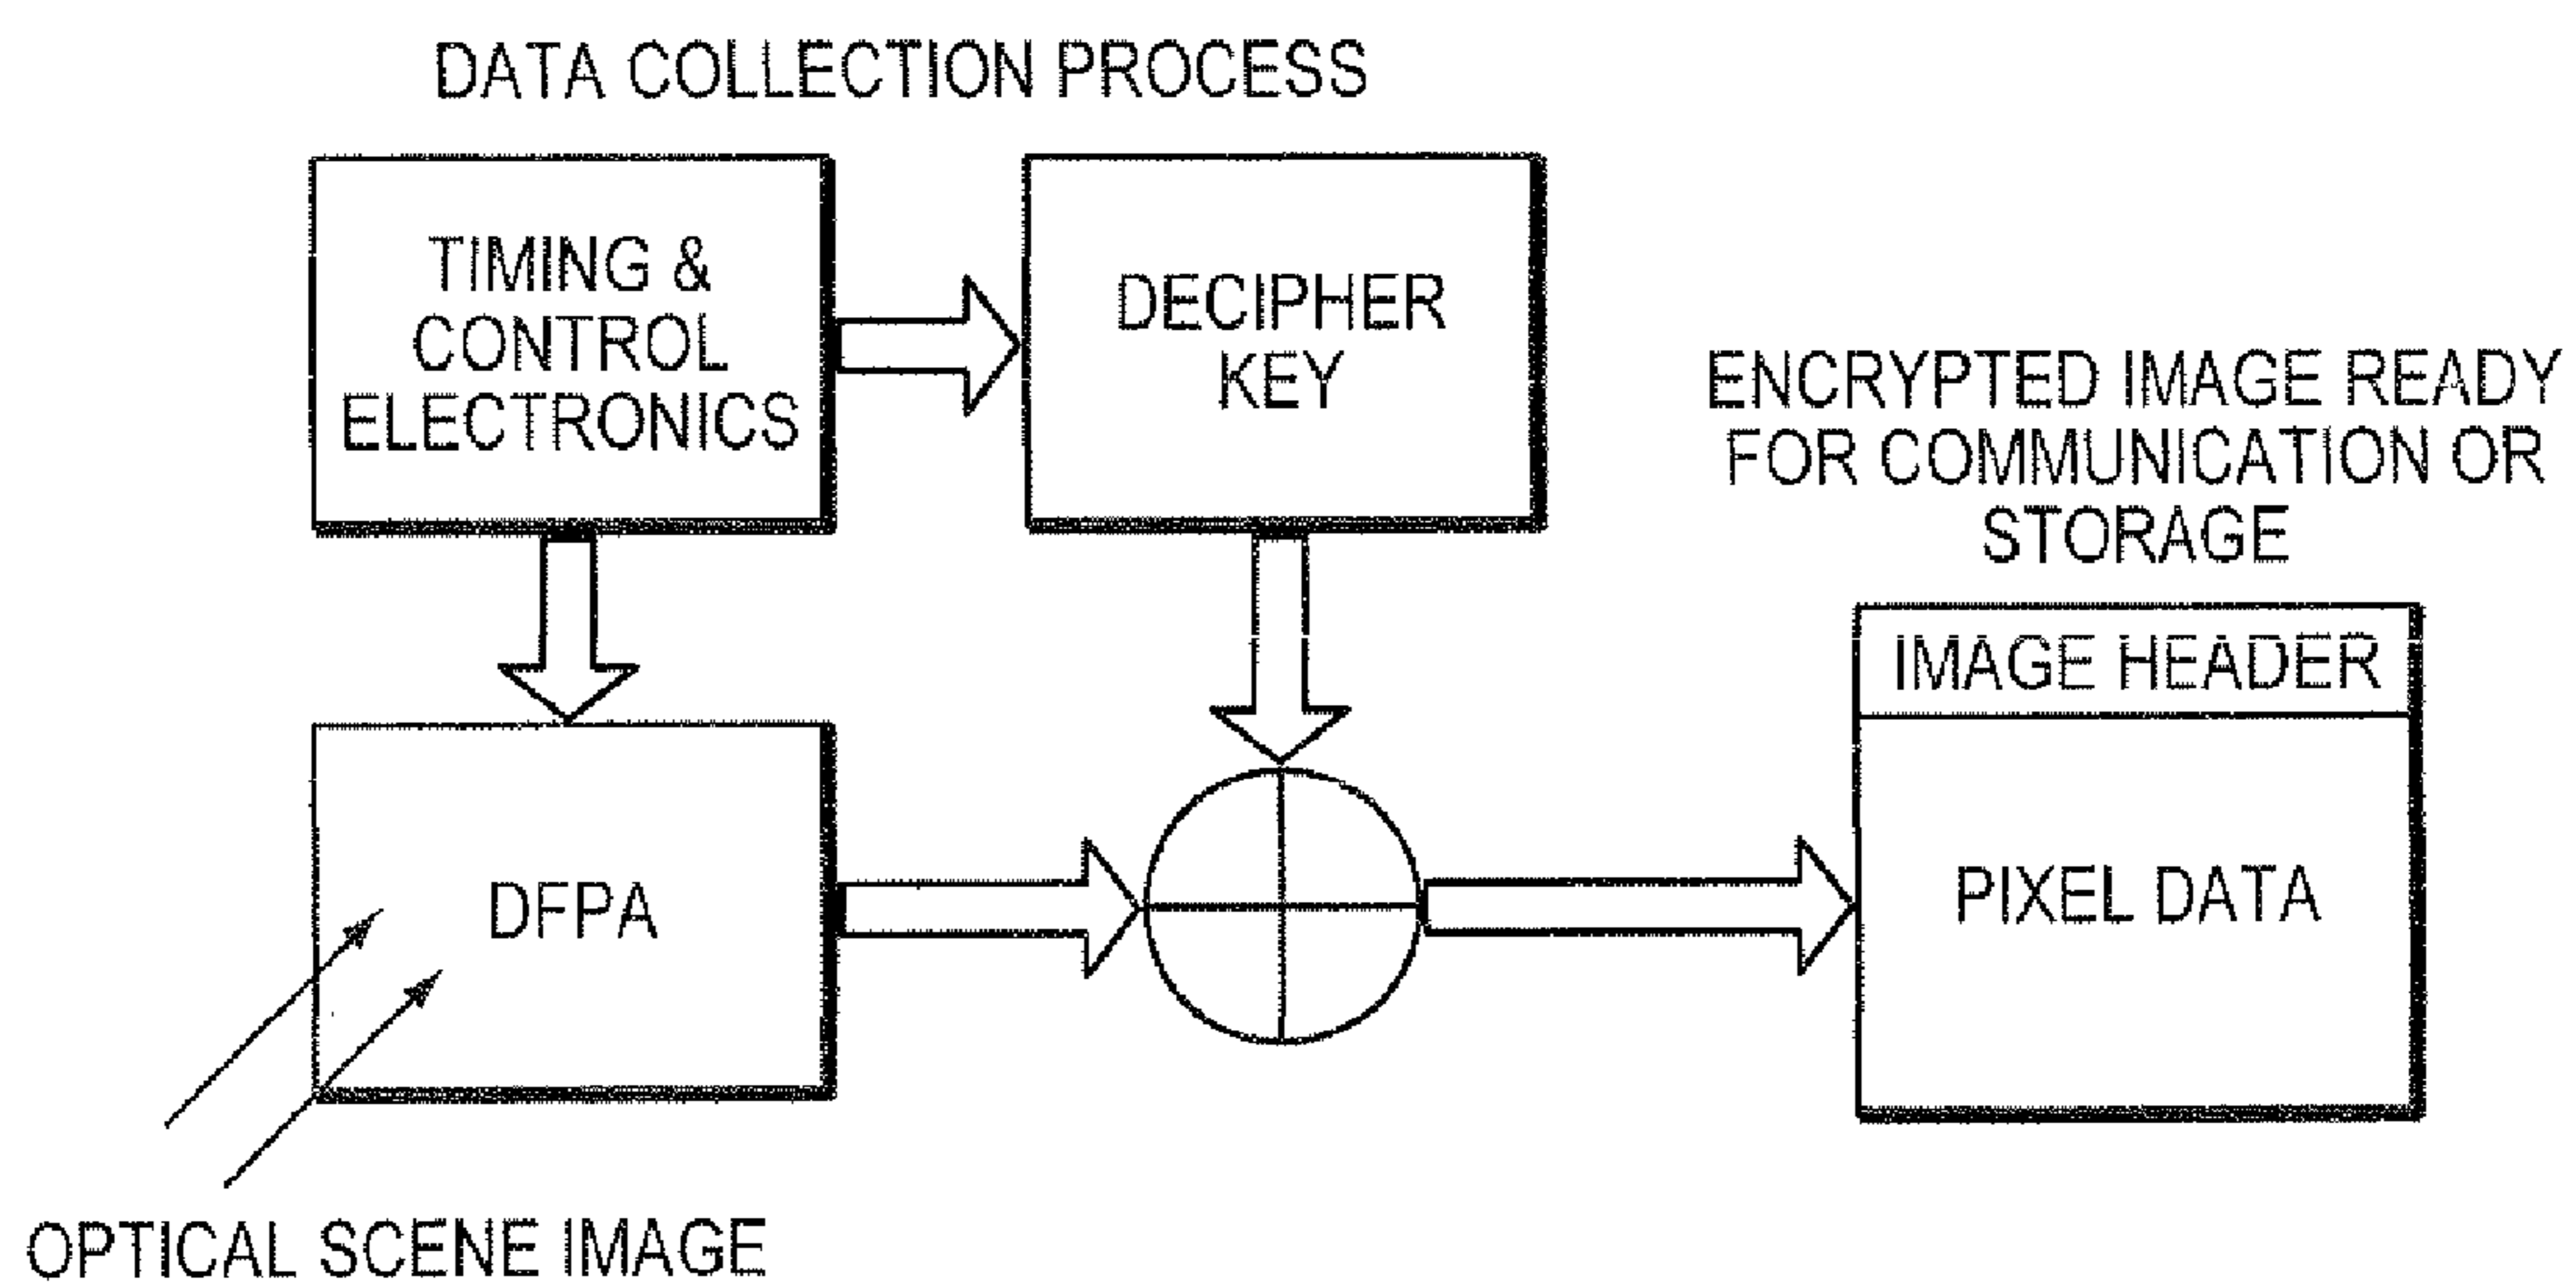 DATA COLLECTION PROCESS
TIMING &
CONTROL
ELECTRONICS
DECIPHER
KEY
ENCRYPTED IMAGE READY
FOR COMMUNICATION OR
STORAGE
IMAGE HEADER
PIXEL DATA
DFPA
OPTICAL SCENE IMAGE